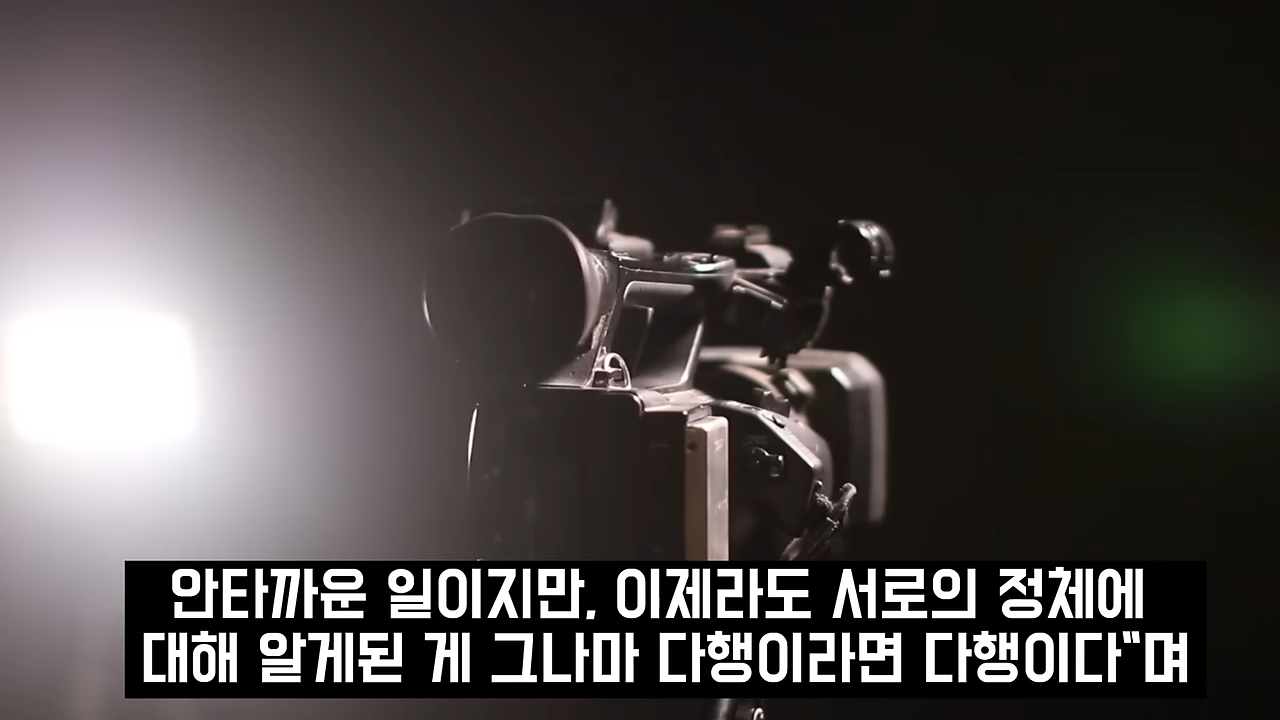 안타까운 일이지만, 이제라도 서로의 정체에
대해 알게된 게 그나마 다행이라면 다행이다“며